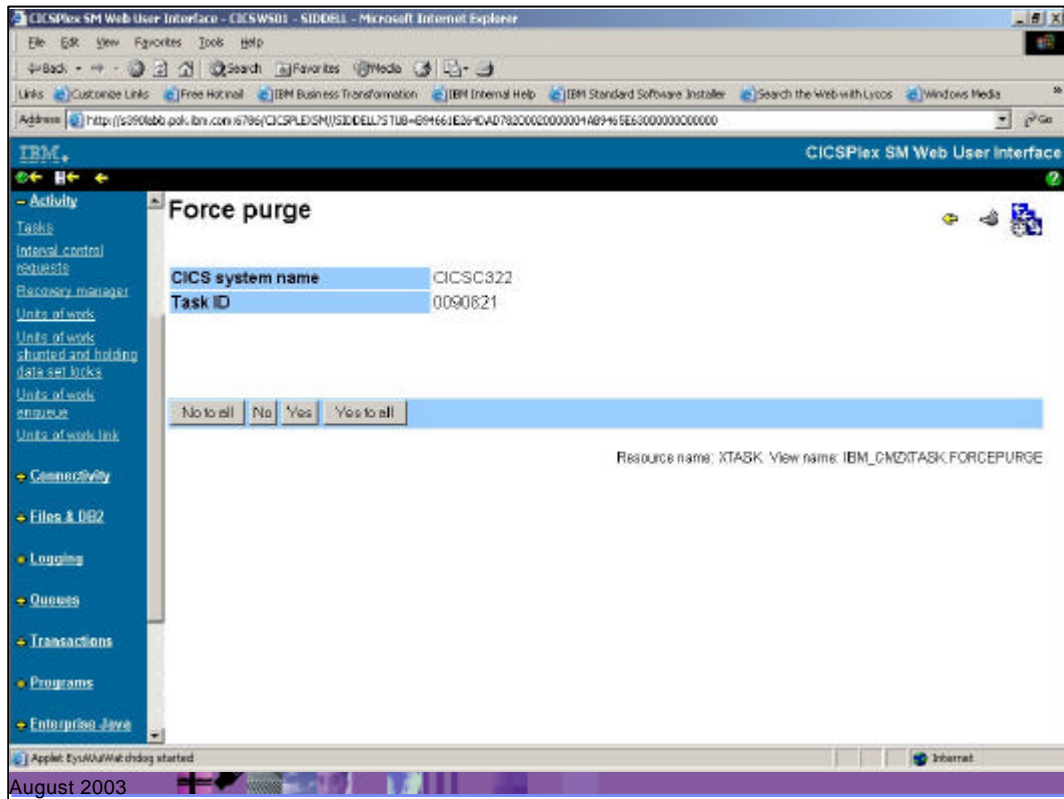 CICSPlex SM Web User Interface - CICSWS01 - SIDDELL - Microsoft Internet Explorer
File Edit View Favorites Tools Help
Back Search Favorites Media
Links Customize Links Free Hotmail IBM Business Transformation IBM Internal Help IBM Standard Software Installer Search the Web with Lycos Windows Media
Address Go
IBM.
CICSPlex SM Web User Interface
Activity
Tasks
Interval control
requests
Recovery manager
Units of work
Units of work
shunted and holding
data set locks
Units of work
enqueue
Units of work link
Connectivity
Files & DB2
Logging
Queues
Transactions
Programs
Enterprise Java
Force purge
CICS system name CICSC322
Task ID 0090821
No to all No Yes Yes to all
Resource name: XTASK, View name: IBM_CMZXTASK.FORCEPURGE
Applet EyuWuiWatchdog started
Internet
August 2003